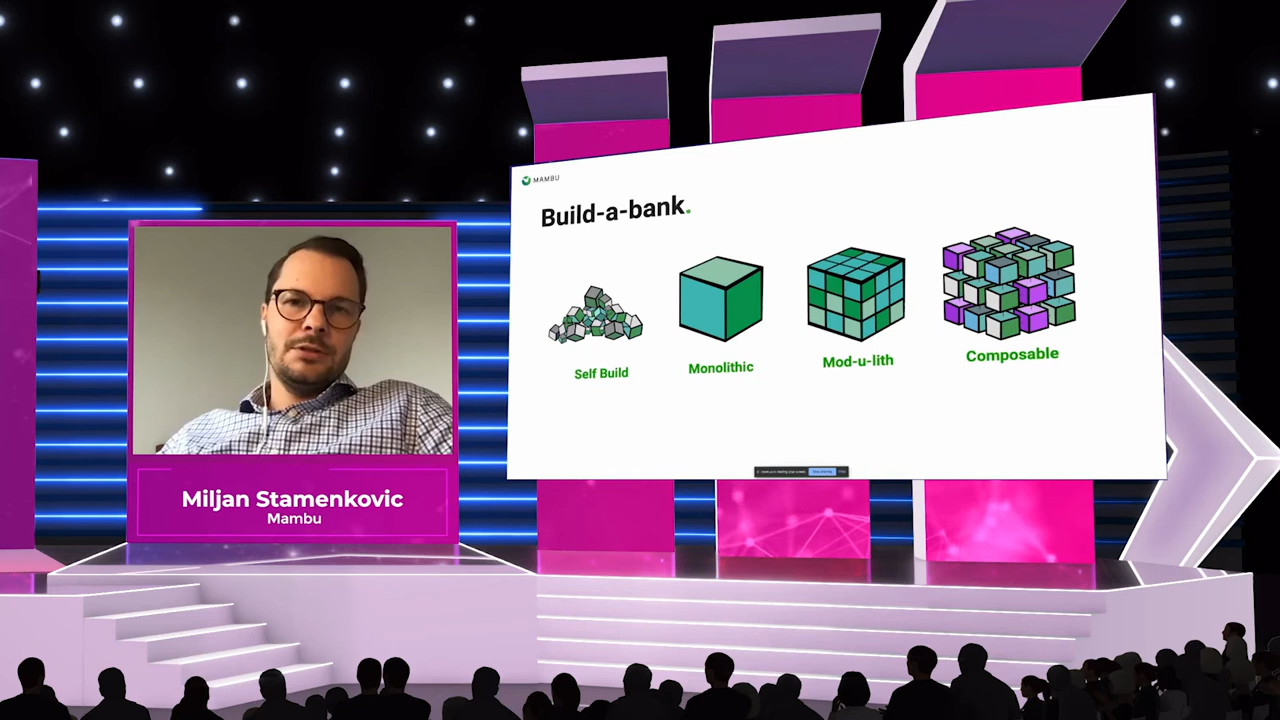 MAMBU
Build-a-bank.
Self Build
Monolithic
Mod-u-lith
Composable
Miljan Stamenkovic
Mambu